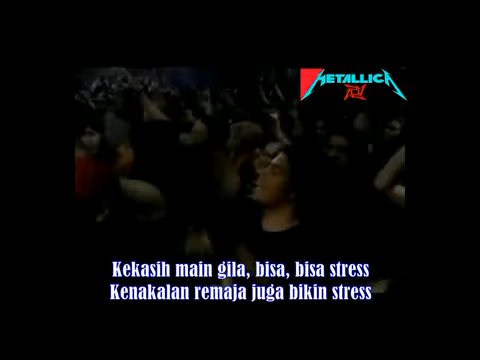 METALLICA
Kekasih main gila, bisa, bisa stress
Kenakalan remaja juga bikin stress